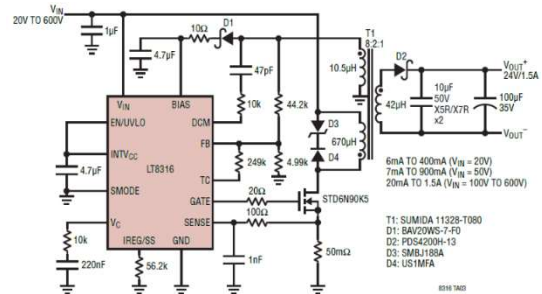 VIN
20V TO 600V
1µF
4.7µF
10Ω
D1
47pF
10k
44.2k
T1
8:2:1
10.5µH
42µH
D2
10µF
50V
X5R/X7R
x2
100µF
35V
VOUT+
24V/1.5A
VOUT–
VIN
BIAS
EN/UVLO
DCM
FB
INTVCC
LT8316
TC
SMODE
GATE
VC
SENSE
IREG/SS
GND
4.7µF
249k
4.99k
D3
670µH
D4
20Ω
STD6N90K5
100Ω
50mΩ
1nF
10k
220nF
56.2k
6mA TO 400mA (VIN = 20V)
7mA TO 900mA (VIN = 50V)
20mA TO 1.5A (VIN = 100V TO 600V)
T1: SUMIDA 11328-T080
D1: BAV20WS-7-F0
D2: PDS4200H-13
D3: SMBJ188A
D4: US1MFA
8316 TA03